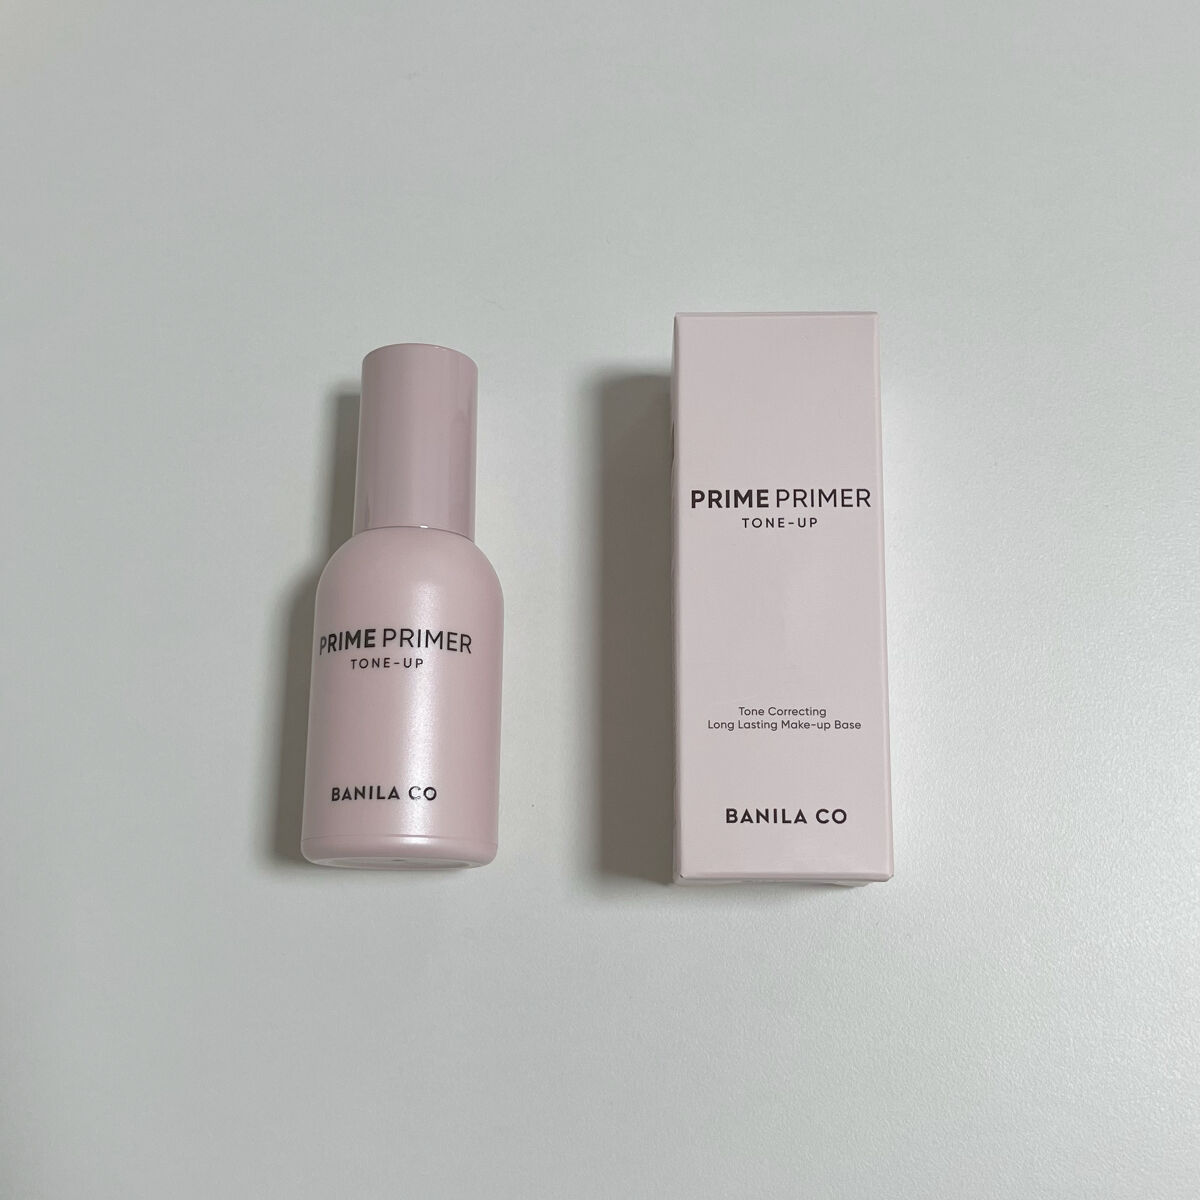 PRIME PRIMER
TONE-UP
BANILA CO
PRIME PRIMER
TONE-UP
Tone Correcting
Long Lasting Make-up Base
BANILA CO